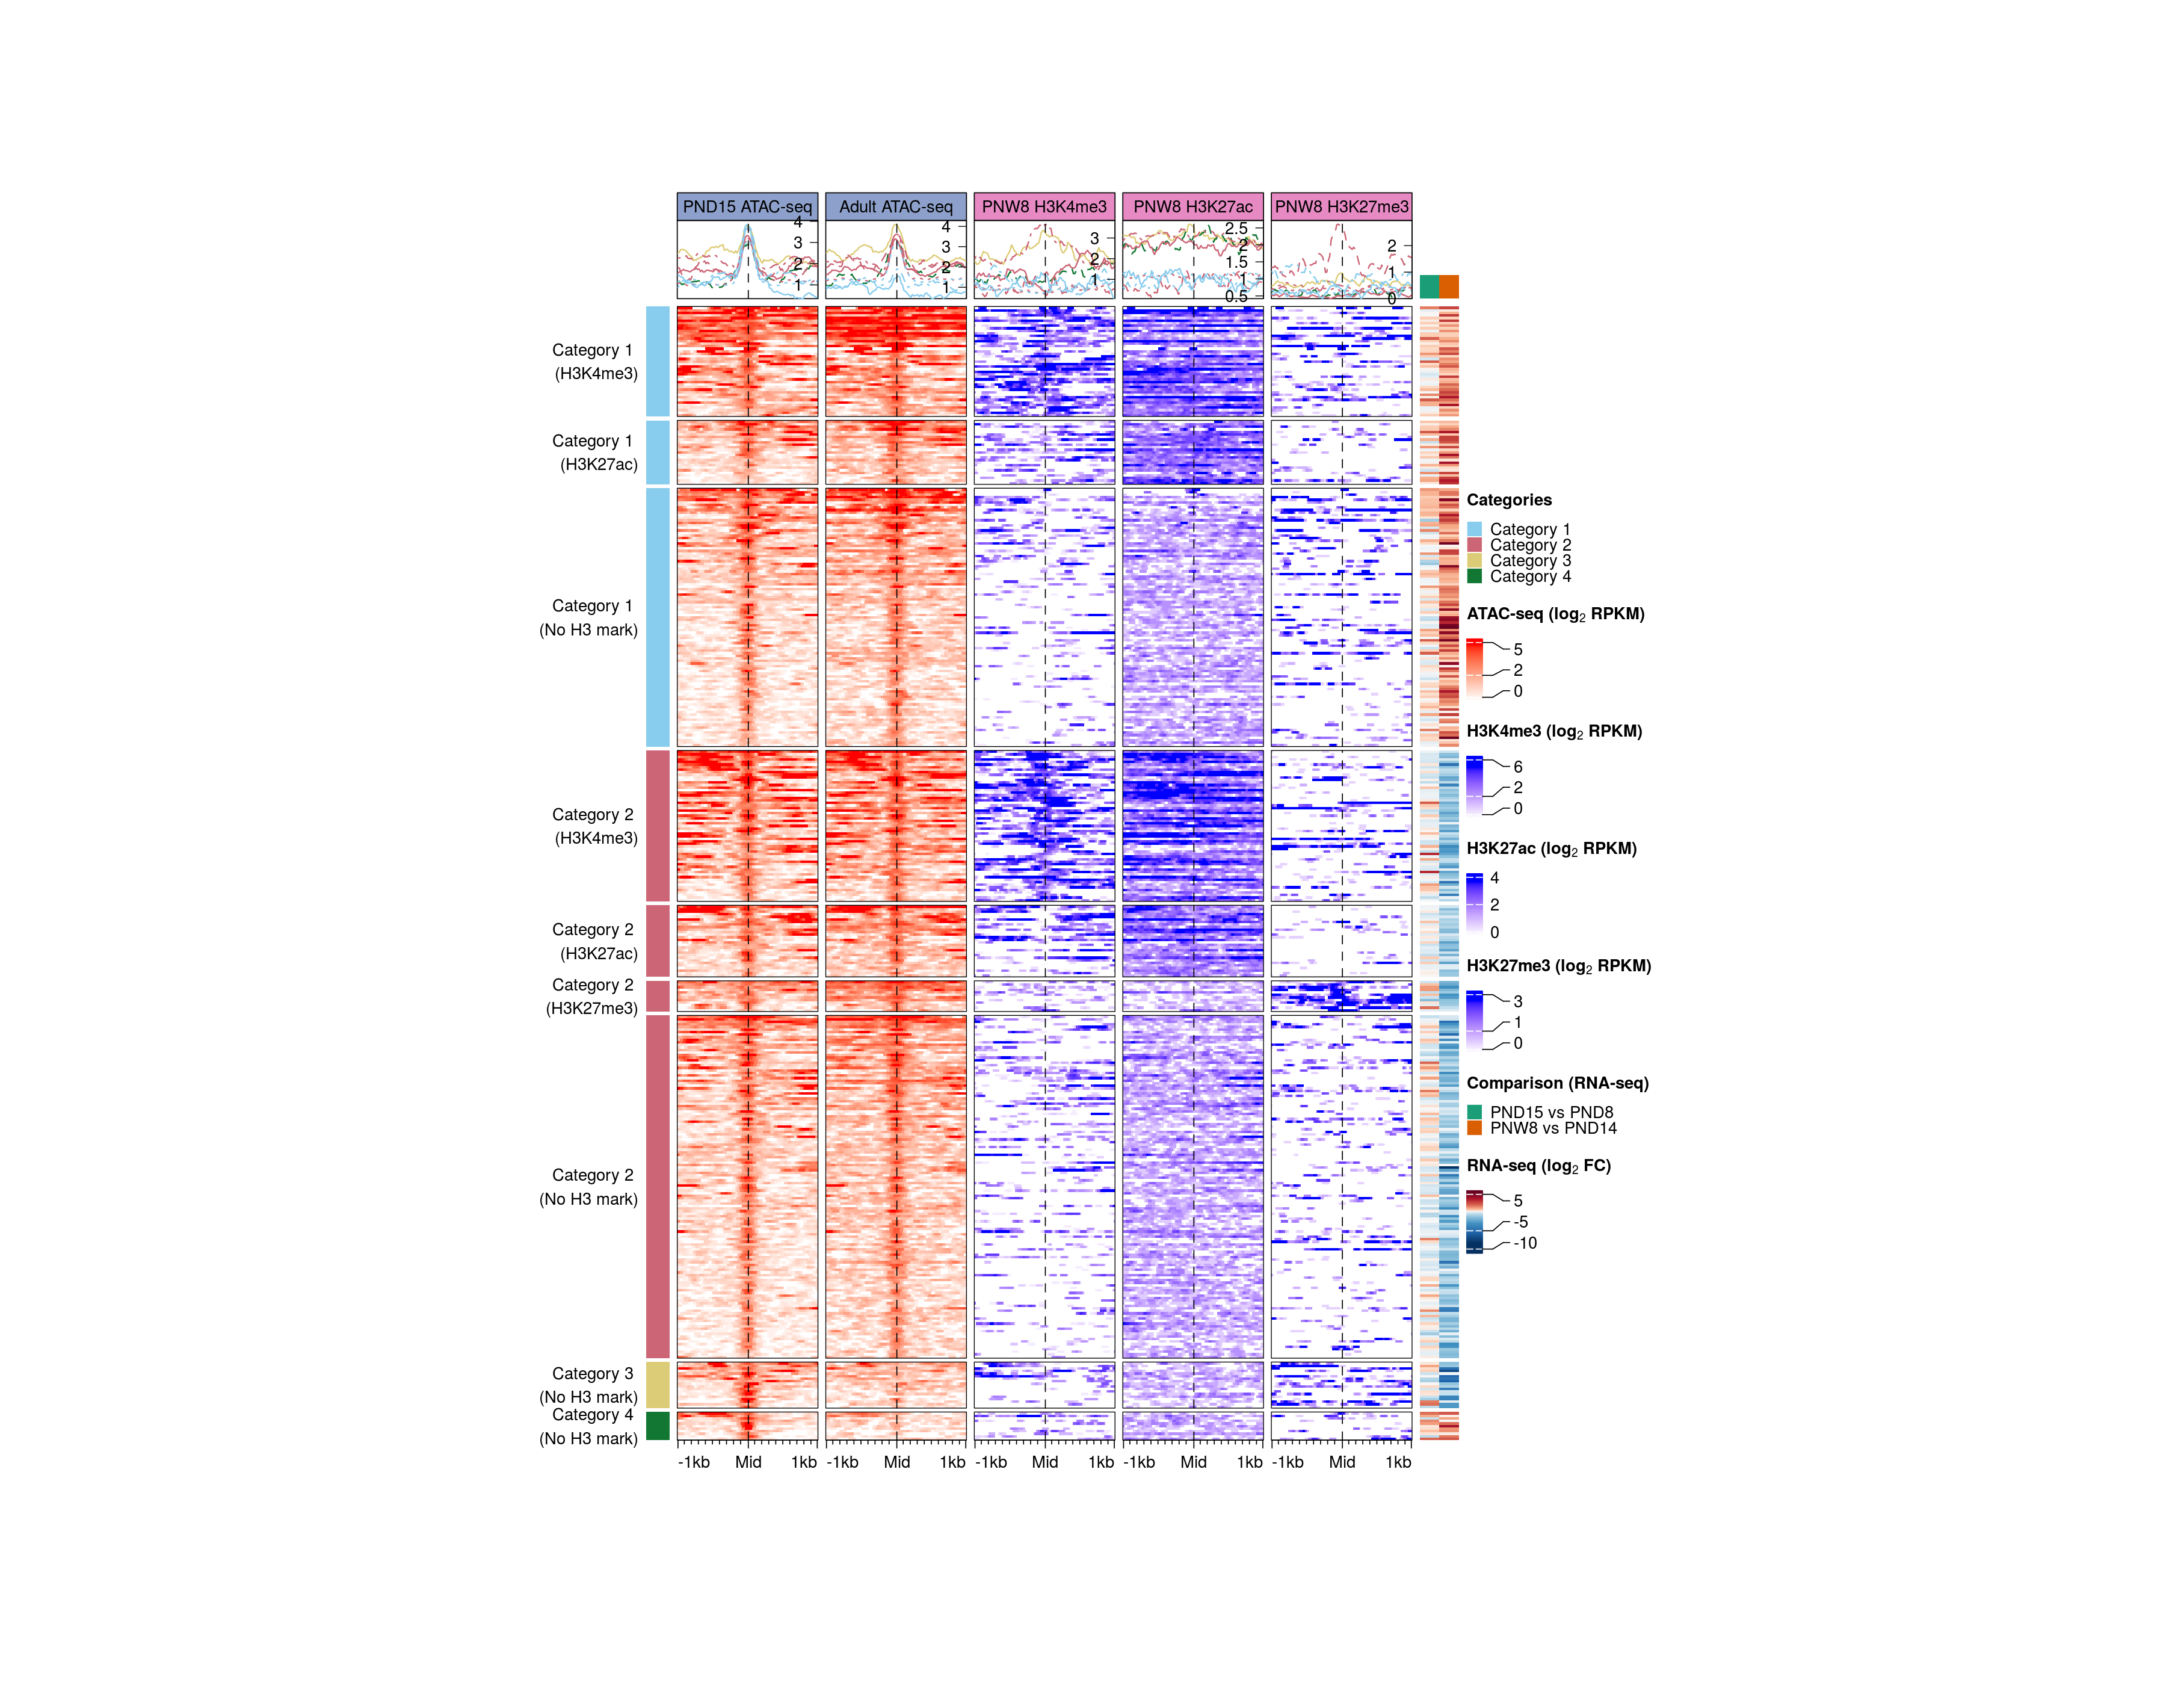 PND15 ATAC-seq
Adult ATAC-seq
PNW8 H3K4me3
PNW8 H3K27ac
PNW8 H3K27me3
4
3
2
1
4
3
2
1
3
2
1
2.5
2
1.5
1
0.5
2
1
0
Category 1
(H3K4me3)
Category 1
(H3K27ac)
Category 1
(No H3 mark)
Category 2
(H3K4me3)
Category 2
(H3K27ac)
Category 2
(H3K27me3)
Category 2
(No H3 mark)
Category 3
(No H3 mark)
Category 4
(No H3 mark)
-1kb Mid 1kb
-1kb Mid 1kb
-1kb Mid 1kb
-1kb Mid 1kb
-1kb Mid 1kb
Categories
Category 1
Category 2
Category 3
Category 4
ATAC-seq (log₂ RPKM)
5
2
0
H3K4me3 (log₂ RPKM)
6
2
0
H3K27ac (log₂ RPKM)
4
2
0
H3K27me3 (log₂ RPKM)
3
1
0
Comparison (RNA-seq)
PND15 vs PND8
PNW8 vs PND14
RNA-seq (log₂ FC)
5
-5
-10